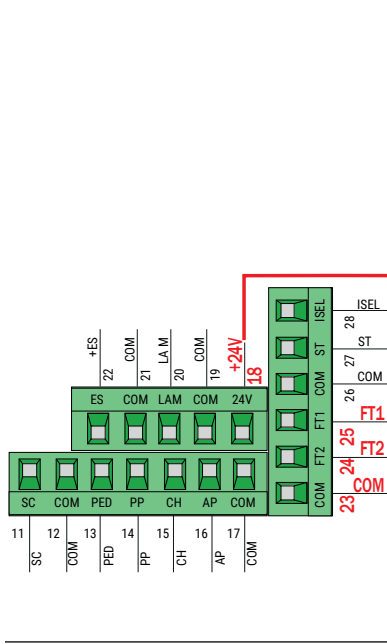 +ES
22
COM
21
LA M
20
COM
19
+24V
18
ES COM LAM COM 24V
SC COM PED PP CH AP COM
11 12 13 14 15 16 17
SC
COM
PED
PP
CH
AP
COM
ISEL
ISEL
28
ST
ST
27
COM
COM
26
FT1
FT1
25
FT2
FT2
24
COM
COM
23